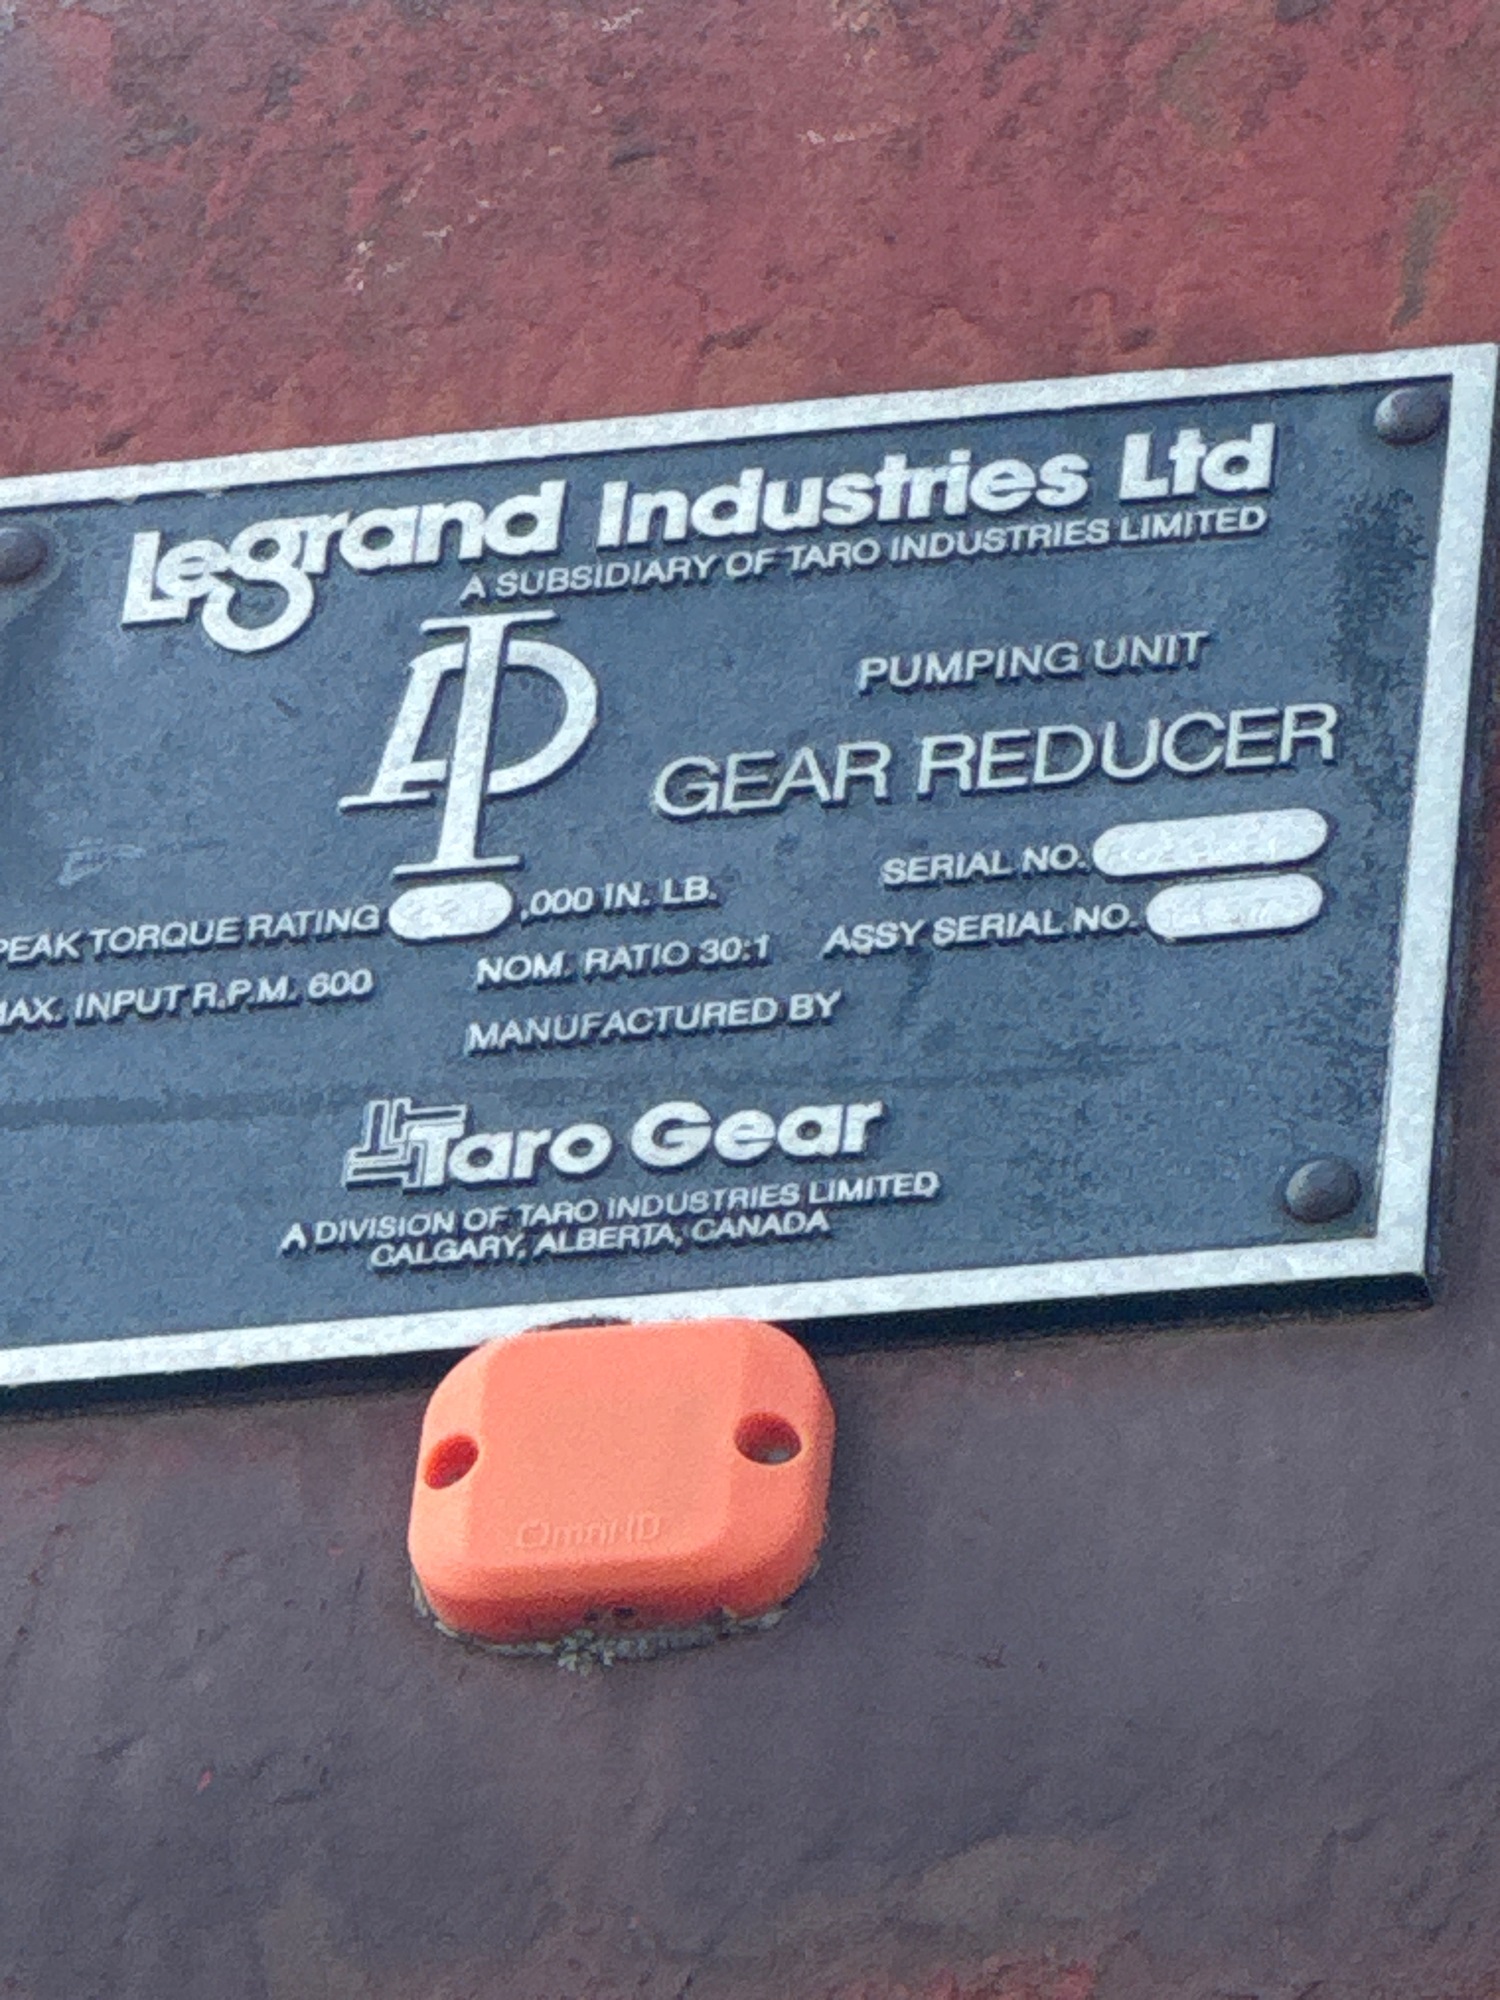 Legrand Industries Ltd
A SUBSIDIARY OF TARO INDUSTRIES LIMITED
PUMPING UNIT
GEAR REDUCER
SERIAL NO.
PEAK TORQUE RATING ,000 IN. LB.
ASSY SERIAL NO.
MAX. INPUT R.P.M. 600
NOM. RATIO 30:1
MANUFACTURED BY
Taro Gear
A DIVISION OF TARO INDUSTRIES LIMITED
CALGARY, ALBERTA, CANADA
Omni-ID